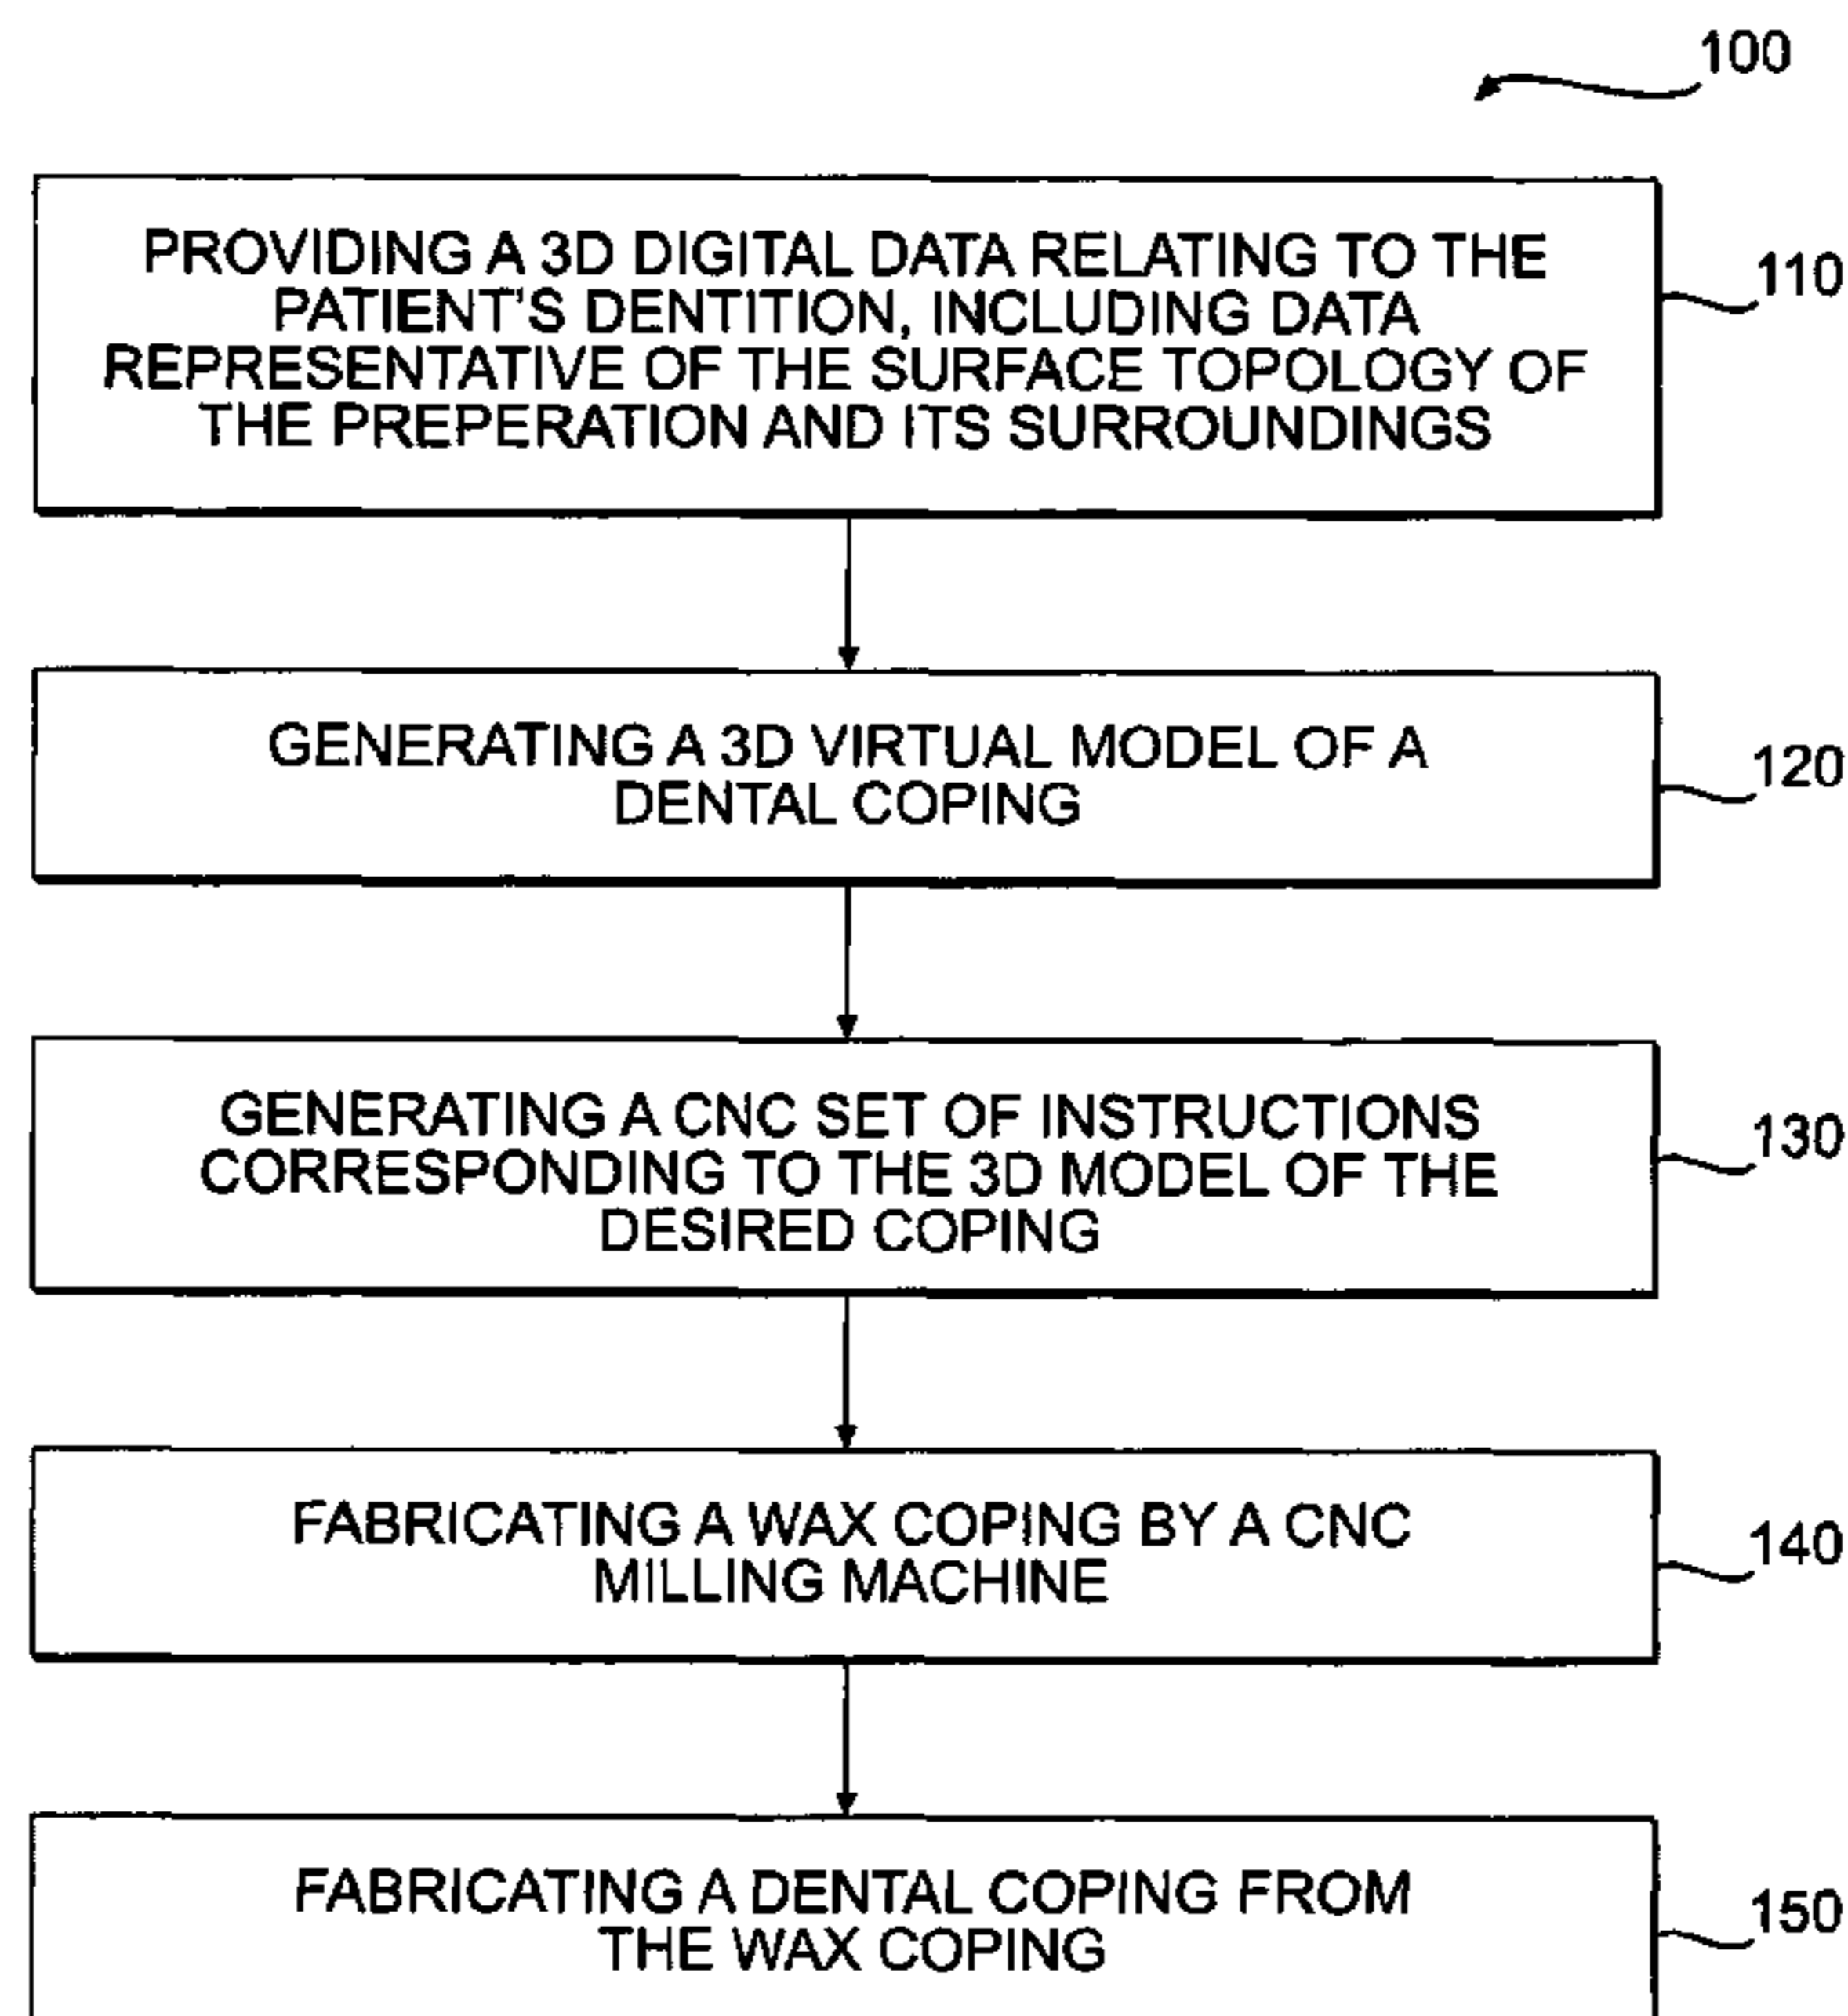 100
PROVIDING A 3D DIGITAL DATA RELATING TO THE
PATIENT'S DENTITION, INCLUDING DATA
REPRESENTATIVE OF THE SURFACE TOPOLOGY OF
THE PREPERATION AND ITS SURROUNDINGS
110
GENERATING A 3D VIRTUAL MODEL OF A
DENTAL COPING
120
GENERATING A CNC SET OF INSTRUCTIONS
CORRESPONDING TO THE 3D MODEL OF THE
DESIRED COPING
130
FABRICATING A WAX COPING BY A CNC
MILLING MACHINE
140
FABRICATING A DENTAL COPING FROM
THE WAX COPING
150